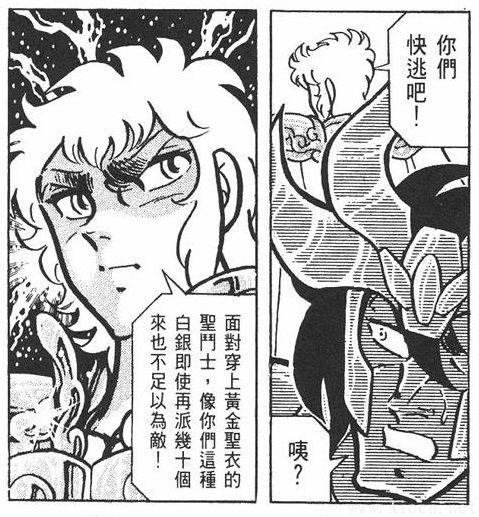 你們
快逃吧！
咦？
面對穿上黃金聖衣的
聖鬥士，像你們這種
白銀即使再派幾十個
來也不足以為敵！